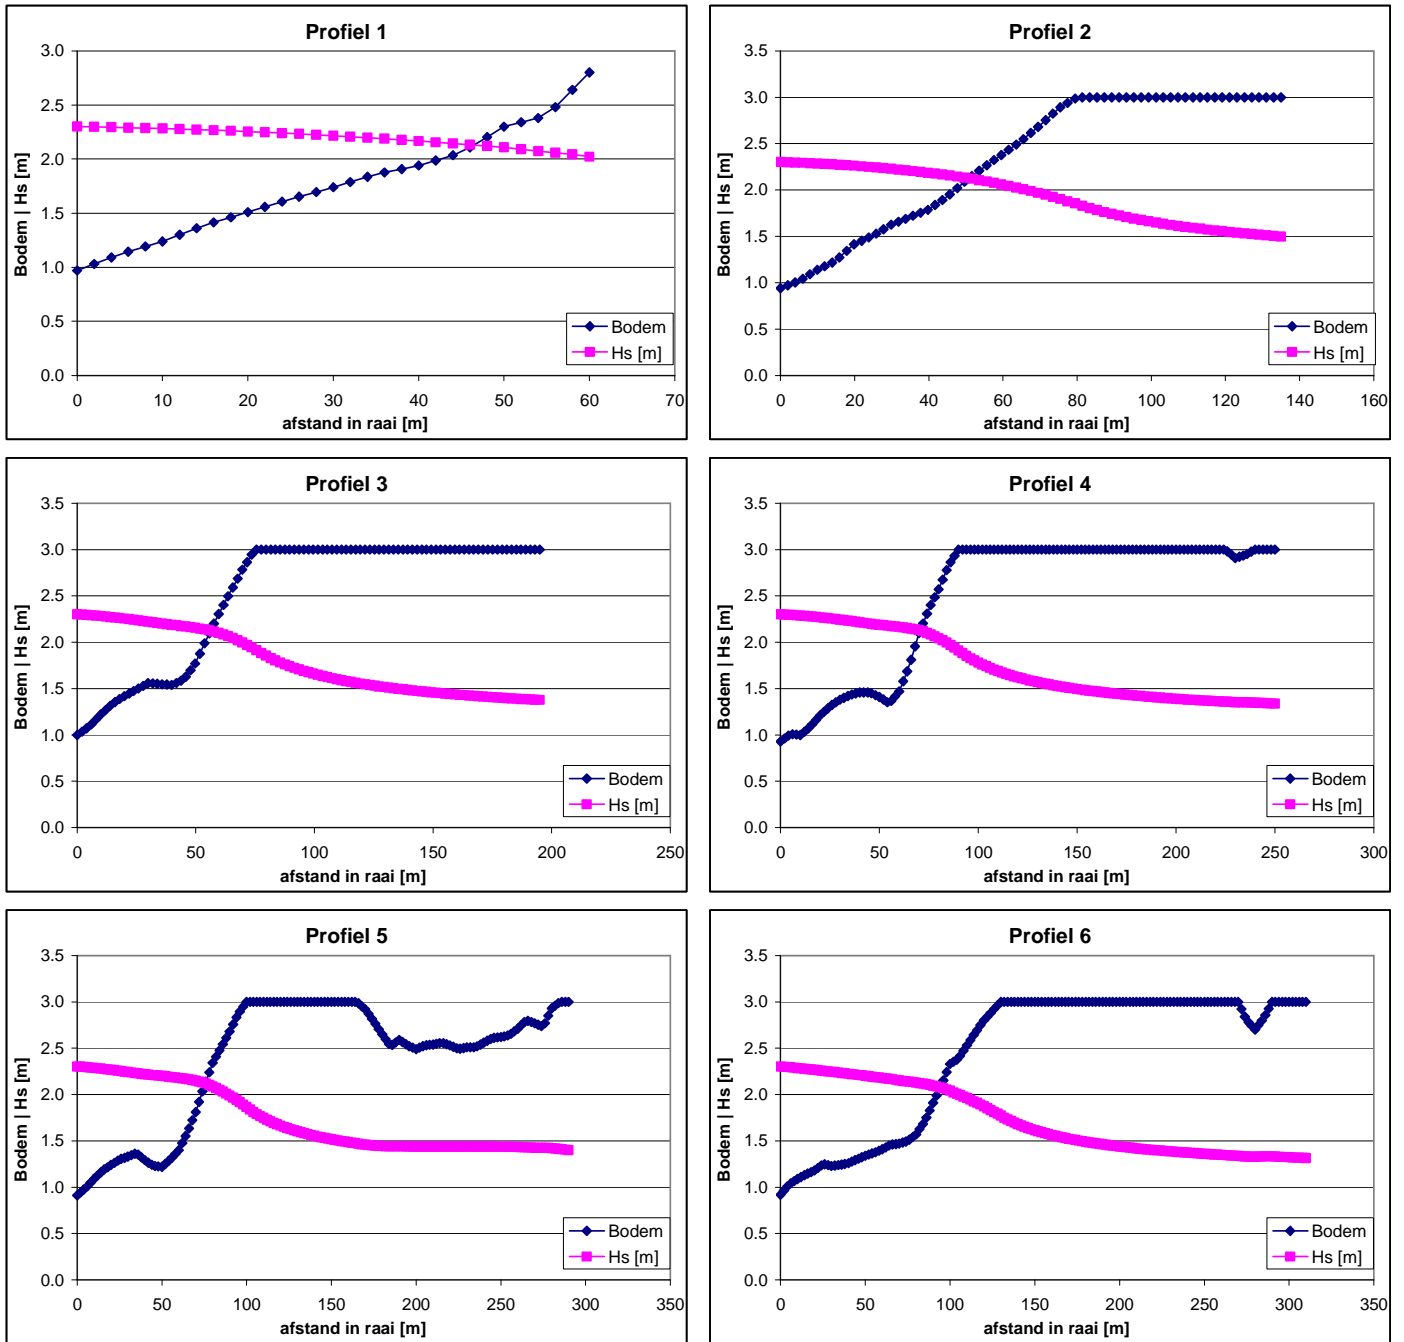 Profiel 1
3.0
2.5
2.0
1.5
1.0
0.5
0.0
Bodem | Hs [m]
0 10 20 30 40 50 60 70
afstand in raai [m]
Bodem
Hs [m]
Profiel 2
3.5
3.0
2.5
2.0
1.5
1.0
0.5
0.0
Bodem | Hs [m]
0 20 40 60 80 100 120 140 160
afstand in raai [m]
Bodem
Hs [m]
Profiel 3
3.5
3.0
2.5
2.0
1.5
1.0
0.5
0.0
Bodem | Hs [m]
0 50 100 150 200 250
afstand in raai [m]
Bodem
Hs [m]
Profiel 4
3.5
3.0
2.5
2.0
1.5
1.0
0.5
0.0
Bodem | Hs [m]
0 50 100 150 200 250 300
afstand in raai [m]
Bodem
Hs [m]
Profiel 5
3.5
3.0
2.5
2.0
1.5
1.0
0.5
0.0
Bodem | Hs [m]
0 50 100 150 200 250 300 350
afstand in raai [m]
Bodem
Hs [m]
Profiel 6
3.5
3.0
2.5
2.0
1.5
1.0
0.5
0.0
Bodem | Hs [m]
0 50 100 150 200 250 300 350
afstand in raai [m]
Bodem
Hs [m]